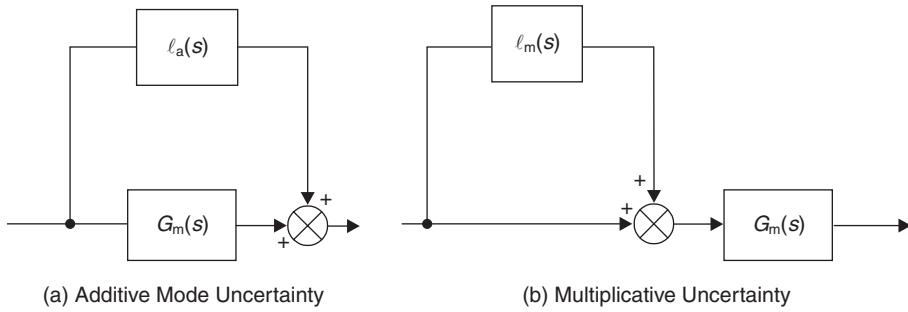 ℓa(s)
ℓm(s)
+
+
+
+
Gm(s)
Gm(s)
(a) Additive Mode Uncertainty
(b) Multiplicative Uncertainty